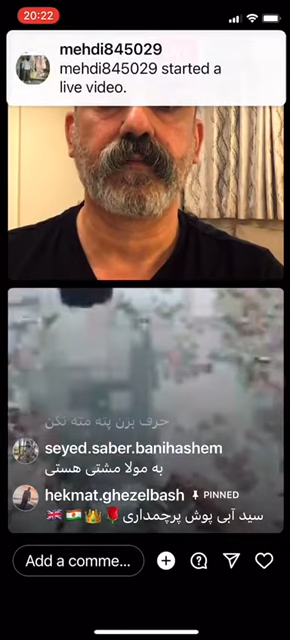 20:22
mehdi845029
mehdi845029 started a
live video.
حرف بزن پته مته نکن
seyed.saber.banihashem
به مولا مشتی هستی
hekmat.ghezelbash PINNED
سید آبی پوش پرچمداری🌹👑🇮🇳🇬🇧
Add a comme...